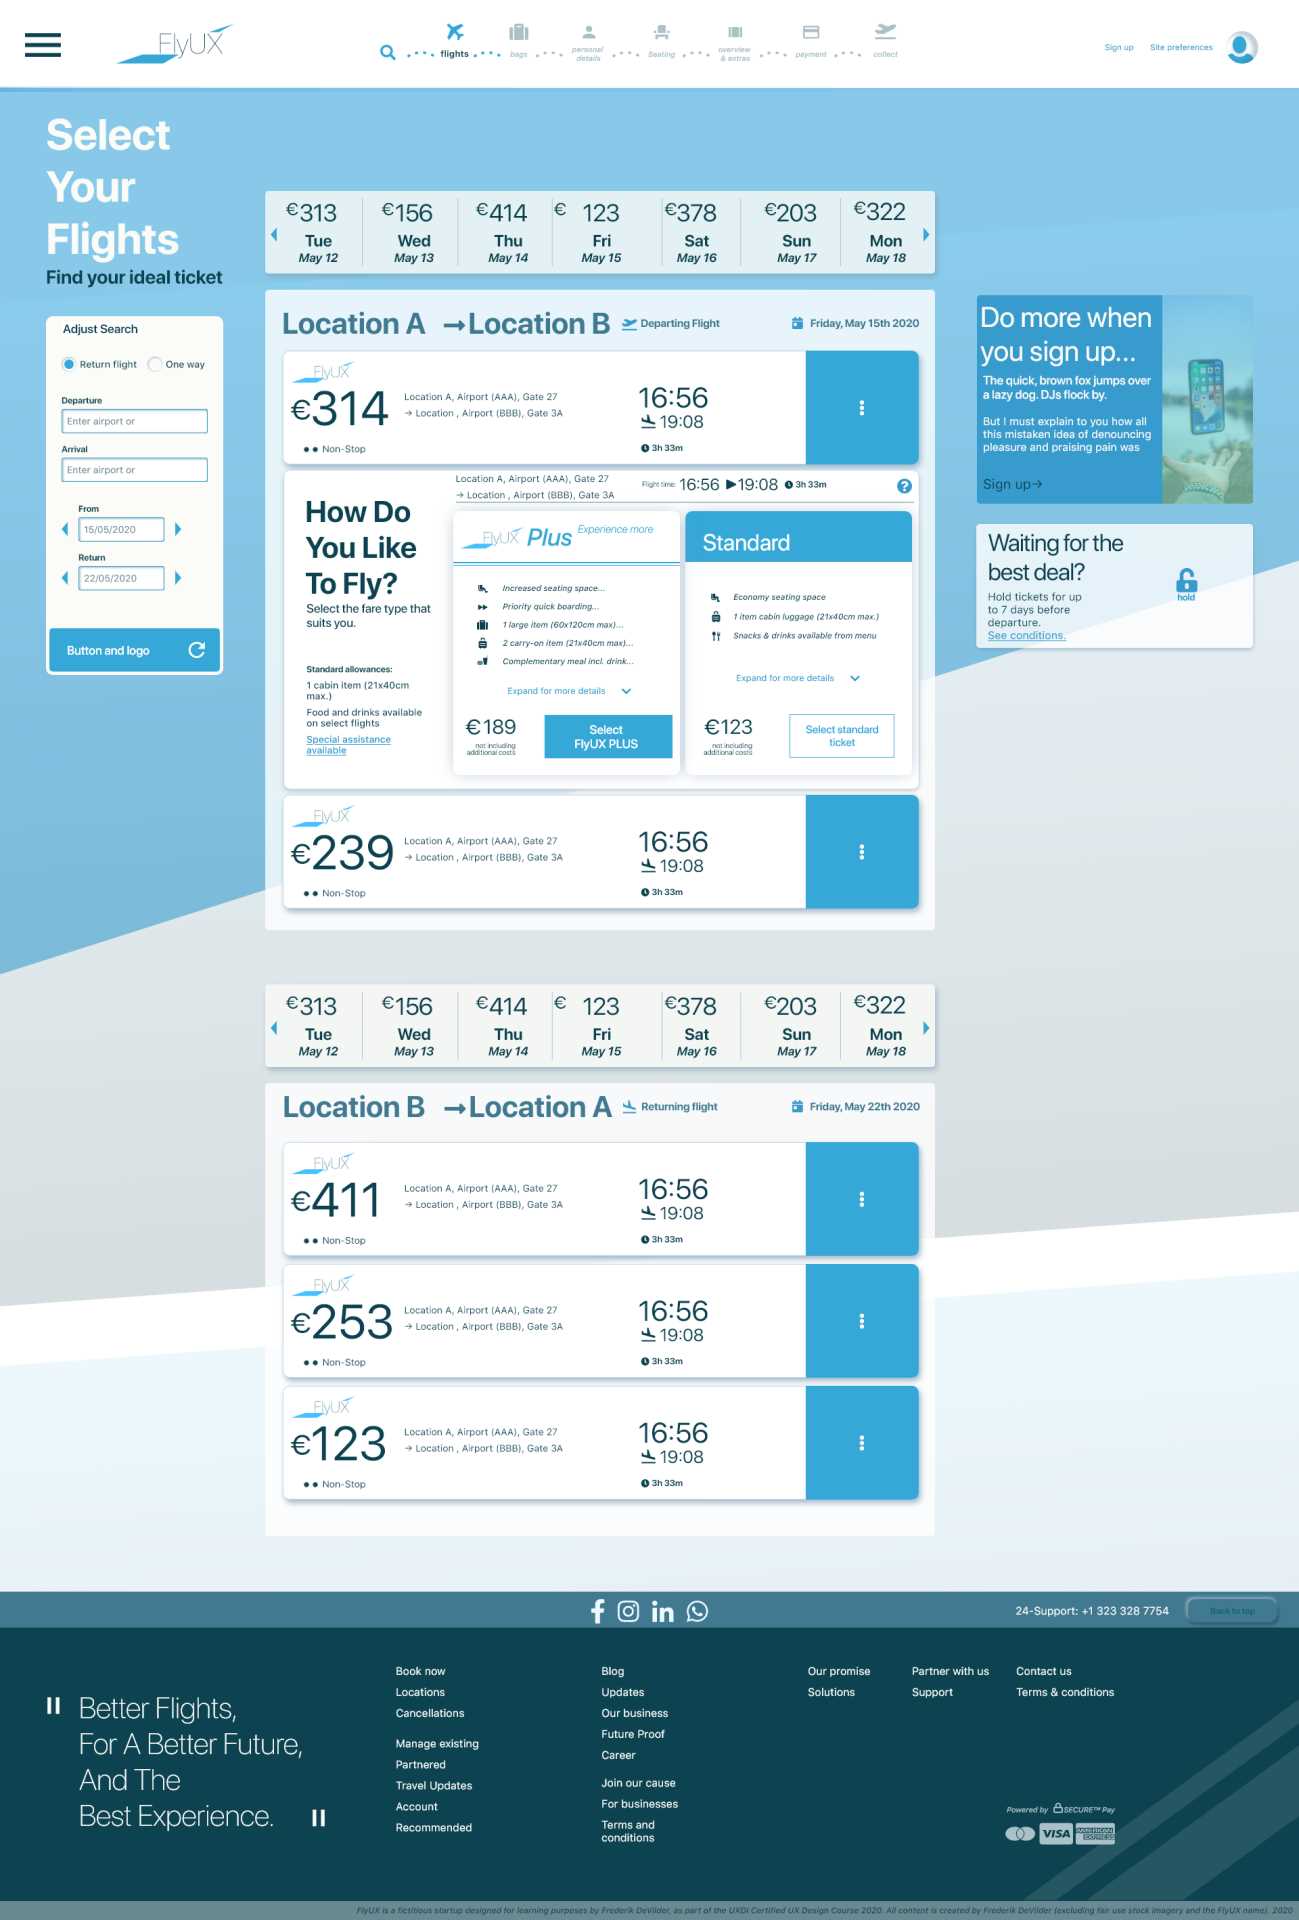 FlyUX
flights
bags
personal
details
Seating
overview
& extras
payment
collect
Sign up
Site preferences
Select
Your
Flights
Find your ideal ticket
Adjust Search
Return flight
One way
Departure
Enter airport or
Arrival
Enter airport or
From
15/05/2020
Return
22/05/2020
Button and logo
€313
Tue
May 12
€156
Wed
May 13
€414
Thu
May 14
€ 123
Fri
May 15
€378
Sat
May 16
€203
Sun
May 17
€322
Mon
May 18
Location A → Location B
Departing Flight
Friday, May 15th 2020
FlyUX
€314
Non-Stop
Location A, Airport (AAA), Gate 27
→ Location , Airport (BBB), Gate 3A
16:56
19:08
3h 33m
How Do
You Like
To Fly?
Select the fare type that
suits you.
Standard allowances:
1 cabin item (21x40cm
max.)
Food and drinks available
on select flights
Special assistance
available
Location A, Airport (AAA), Gate 27
→ Location , Airport (BBB), Gate 3A
Flight time: 16:56 ▶19:08 3h 33m
?
FlyUX Plus Experience more
Increased seating space...
Priority quick boarding...
1 large item (60x120cm max)...
2 carry-on item (21x40cm max)...
Complementary meal incl. drink...
Expand for more details
€189
not including
additional costs
Select
FlyUX PLUS
Standard
Economy seating space
1 item cabin luggage (21x40cm max.)
Snacks & drinks available from menu
Expand for more details
€123
not including
additional costs
Select standard
ticket
FlyUX
€239
Non-Stop
Location A, Airport (AAA), Gate 27
→ Location , Airport (BBB), Gate 3A
16:56
19:08
3h 33m
Do more when
you sign up...
The quick, brown fox jumps over
a lazy dog. DJs flock by.
But I must explain to you how all
this mistaken idea of denouncing
pleasure and praising pain was
Sign up→
Waiting for the
best deal?
Hold tickets for up
to 7 days before
departure.
See conditions.
hold
€313
Tue
May 12
€156
Wed
May 13
€414
Thu
May 14
€ 123
Fri
May 15
€378
Sat
May 16
€203
Sun
May 17
€322
Mon
May 18
Location B → Location A
Returning flight
Friday, May 22th 2020
FlyUX
€411
Non-Stop
Location A, Airport (AAA), Gate 27
→ Location , Airport (BBB), Gate 3A
16:56
19:08
3h 33m
FlyUX
€253
Non-Stop
Location A, Airport (AAA), Gate 27
→ Location , Airport (BBB), Gate 3A
16:56
19:08
3h 33m
FlyUX
€123
Non-Stop
Location A, Airport (AAA), Gate 27
→ Location , Airport (BBB), Gate 3A
16:56
19:08
3h 33m
24-Support: +1 323 328 7754
Back to top
" Better Flights,
For A Better Future,
And The
Best Experience. "
Book now
Locations
Cancellations
Manage existing
Partnered
Travel Updates
Account
Recommended
Blog
Updates
Our business
Future Proof
Career
Join our cause
For businesses
Terms and
conditions
Our promise
Solutions
Partner with us
Support
Contact us
Terms & conditions
Powered by SECURE™ Pay
VISA
AMERICAN
EXPRESS
FlyUX is a fictitious startup designed for learning purposes by Frederik DeVilder, as part of the UXDI Certified UX Design Course 2020. All content is created by Frederik DeVilder (excluding fair use stock imagery and the FlyUX name). 2020